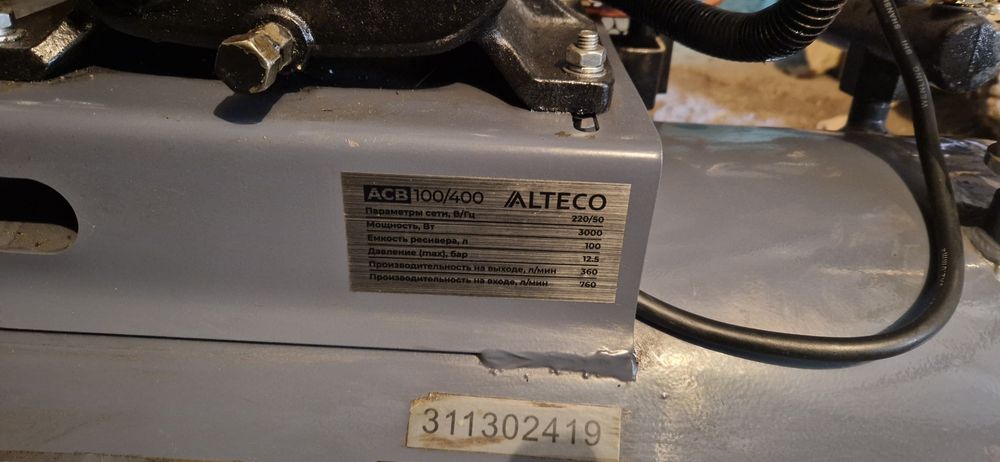 ACB 100/400 ALTECO
Параметры сети, В/Гц 220/50
Мощность, Вт 3000
Емкость ресивера, л 100
Давление (max), бар 12.5
Производительность на выходе, л/мин 360
Производительность на входе, л/мин 760
311302419